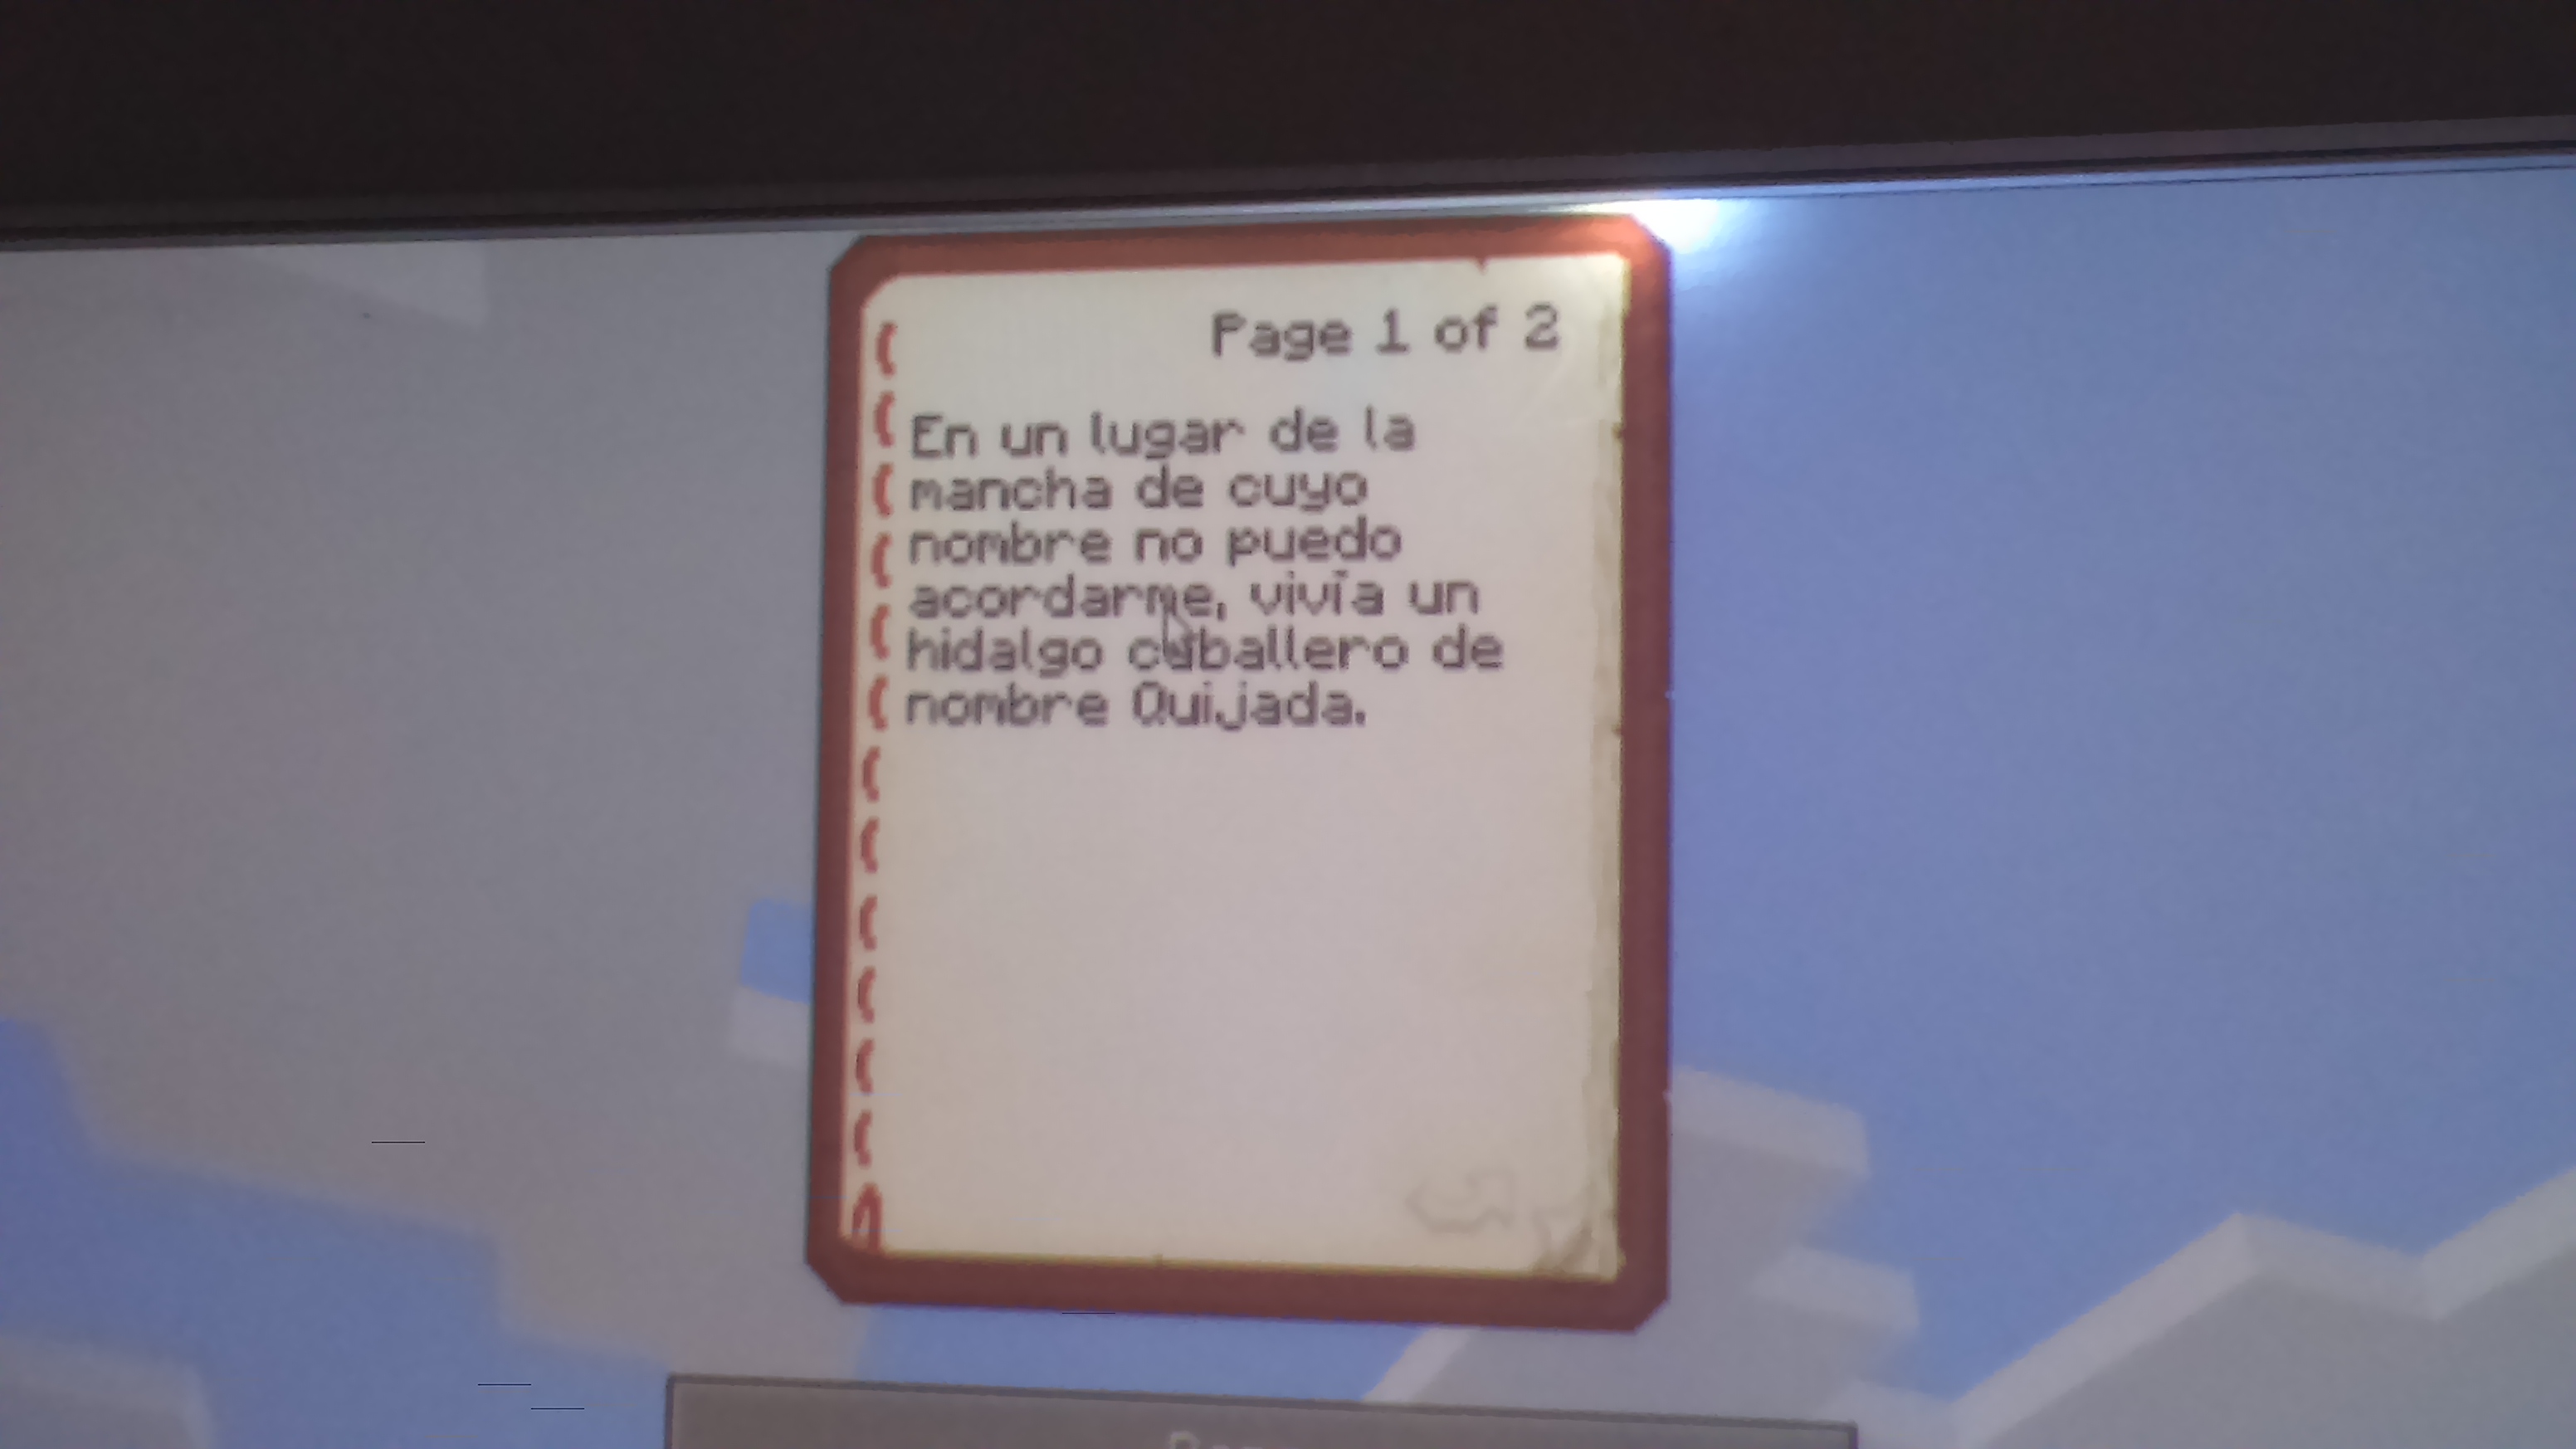 Page 1 of 2
En un lugar de la
mancha de cuyo
nombre no puedo
acordarme, vivía un
hidalgo caballero de
nombre Quijada.